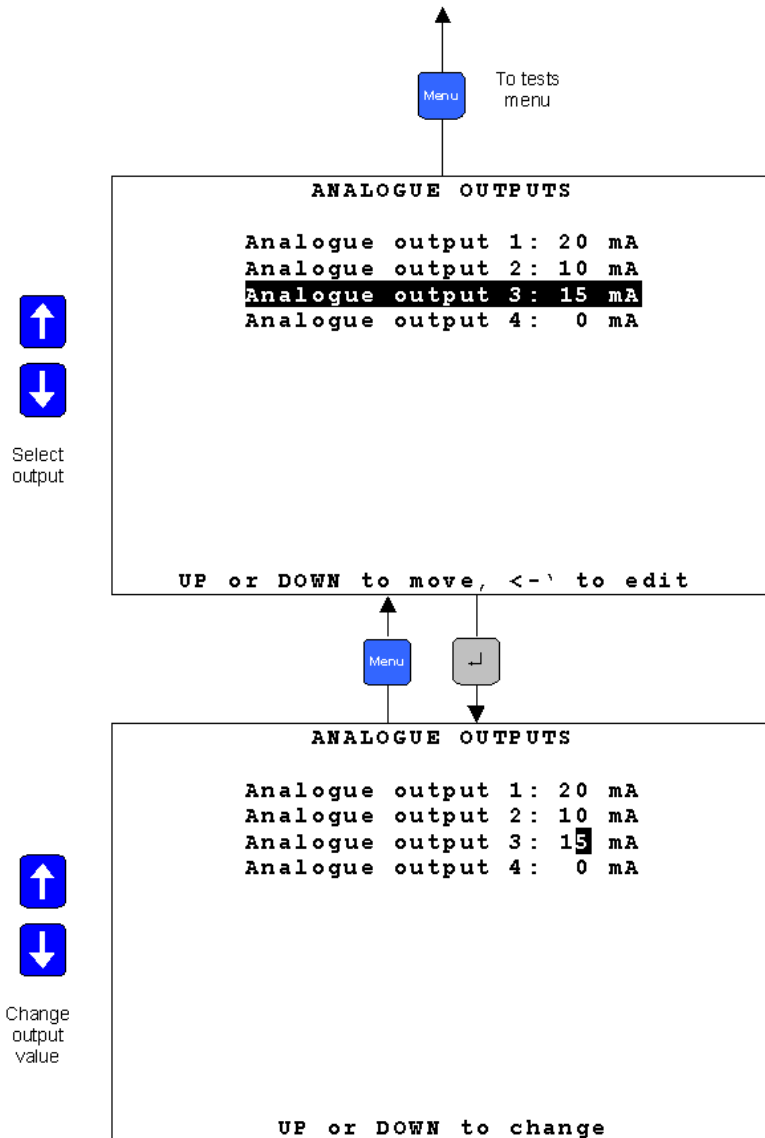 Menu
To tests
menu
ANALOGUE OUTPUTS
Analogue output 1: 20 mA
Analogue output 2: 10 mA
Analogue output 3: 15 mA
Analogue output 4: 0 mA
Select
output
UP or DOWN to move, <-` to edit
Menu
ANALOGUE OUTPUTS
Analogue output 1: 20 mA
Analogue output 2: 10 mA
Analogue output 3: 15 mA
Analogue output 4: 0 mA
Change
output
value
UP or DOWN to change